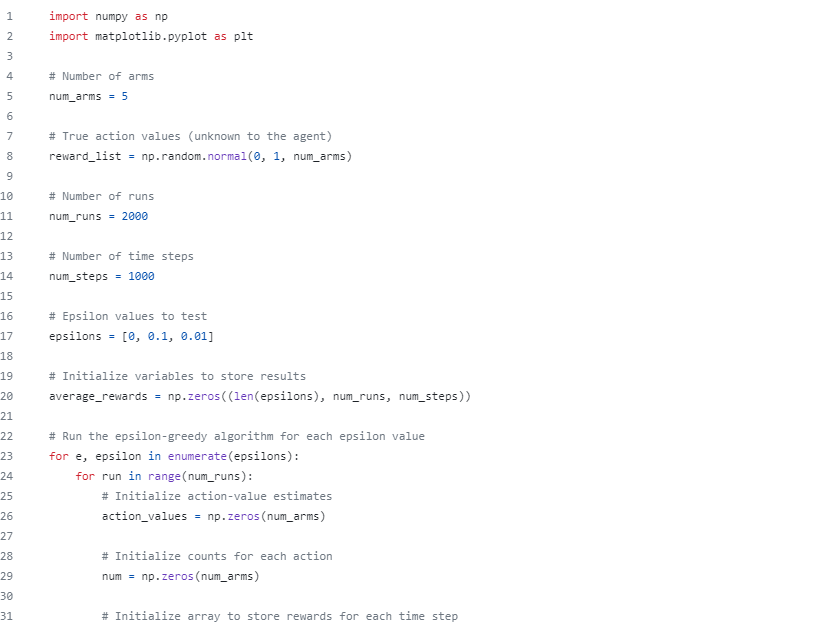 1 import numpy as np
2 import matplotlib.pyplot as plt
3
4 # Number of arms
5 num_arms = 5
6
7 # True action values (unknown to the agent)
8 reward_list = np.random.normal(0, 1, num_arms)
9
10 # Number of runs
11 num_runs = 2000
12
13 # Number of time steps
14 num_steps = 1000
15
16 # Epsilon values to test
17 epsilons = [0, 0.1, 0.01]
18
19 # Initialize variables to store results
20 average_rewards = np.zeros((len(epsilons), num_runs, num_steps))
21
22 # Run the epsilon-greedy algorithm for each epsilon value
23 for e, epsilon in enumerate(epsilons):
24     for run in range(num_runs):
25         # Initialize action-value estimates
26         action_values = np.zeros(num_arms)
27
28         # Initialize counts for each action
29         num = np.zeros(num_arms)
30
31         # Initialize array to store rewards for each time step